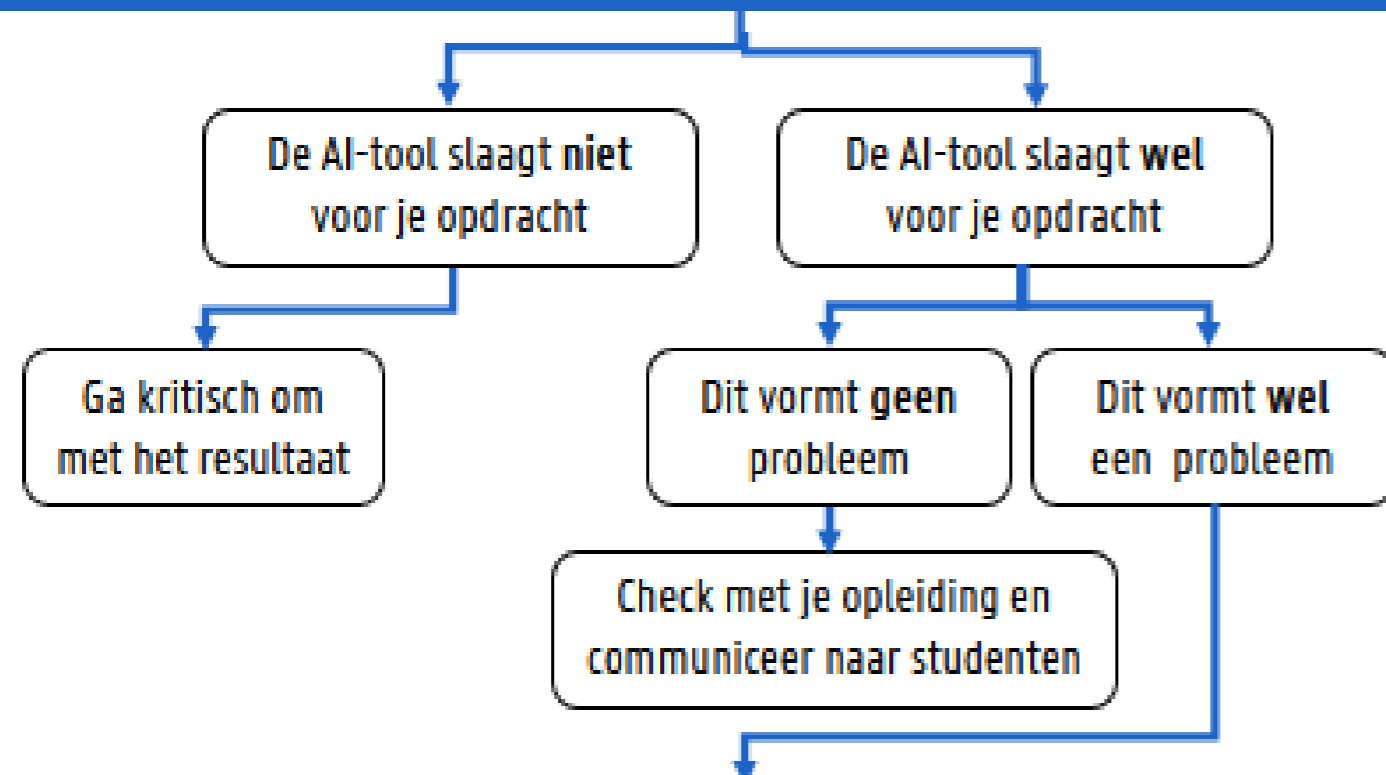 De AI-tool slaagt niet
voor je opdracht
De AI-tool slaagt wel
voor je opdracht
Ga kritisch om
met het resultaat
Dit vormt geen
probleem
Dit vormt wel
een probleem
Check met je opleiding en
communiceer naar studenten